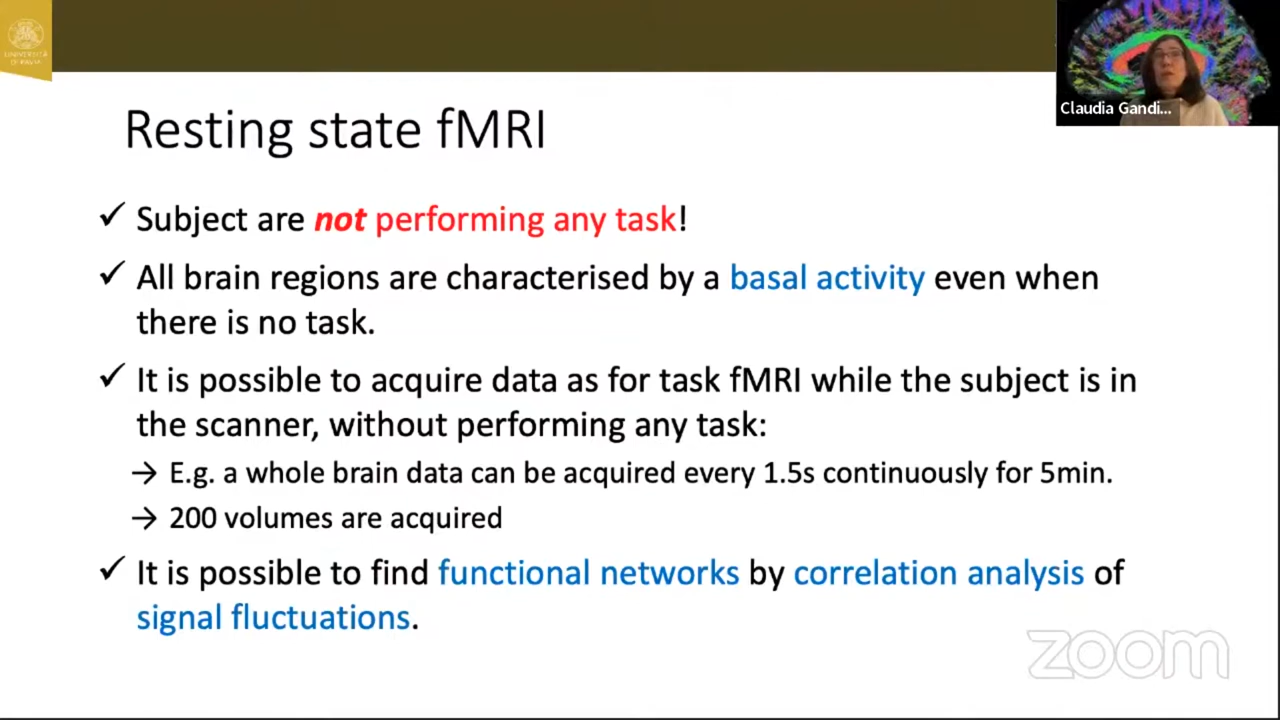 UNIVERSITÀ
DI PAVIA
Claudia Gandi...
Resting state fMRI
✓ Subject are not performing any task!
✓ All brain regions are characterised by a basal activity even when
there is no task.
✓ It is possible to acquire data as for task fMRI while the subject is in
the scanner, without performing any task:
→ E.g. a whole brain data can be acquired every 1.5s continuously for 5min.
→ 200 volumes are acquired
✓ It is possible to find functional networks by correlation analysis of
signal fluctuations.
zoom